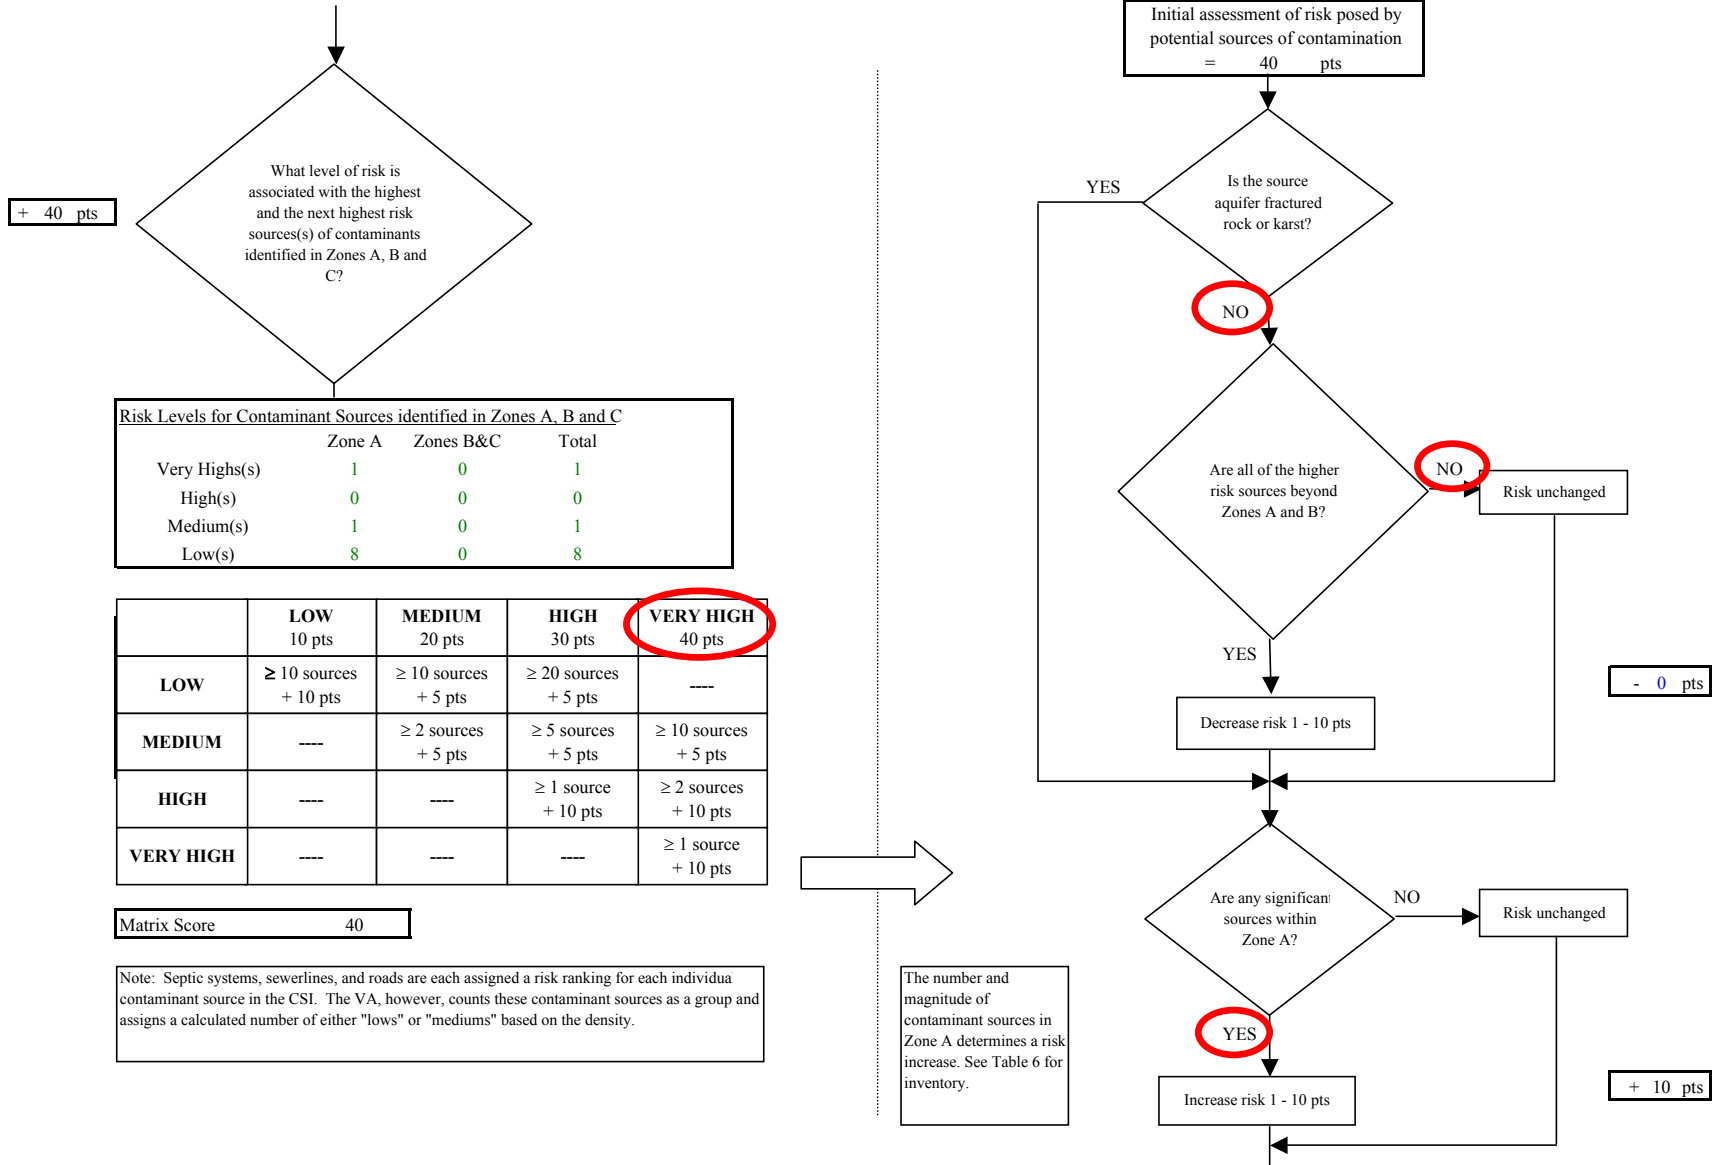 What level of risk is
associated with the highest
and the next highest risk
sources(s) of contaminants
identified in Zones A, B and
C?
+ 40 pts
Risk Levels for Contaminant Sources identified in Zones A, B and C
Zone A Zones B&C Total
Very Highs(s) 1 0 1
High(s) 0 0 0
Medium(s) 1 0 1
Low(s) 8 0 8
LOW MEDIUM HIGH VERY HIGH
10 pts 20 pts 30 pts 40 pts
LOW ≥ 10 sources ≥ 10 sources ≥ 20 sources ----
+ 10 pts + 5 pts + 5 pts
MEDIUM ---- ≥ 2 sources ≥ 5 sources ≥ 10 sources
+ 5 pts + 5 pts + 5 pts
HIGH ---- ---- ≥ 1 source ≥ 2 sources
+ 10 pts + 10 pts
VERY HIGH ---- ---- ---- ≥ 1 source
+ 10 pts
Matrix Score 40
Note: Septic systems, sewerlines, and roads are each assigned a risk ranking for each individua
contaminant source in the CSI. The VA, however, counts these contaminant sources as a group and
assigns a calculated number of either "lows" or "mediums" based on the density.
Initial assessment of risk posed by
potential sources of contamination
= 40 pts
Is the source
aquifer fractured
rock or karst?
YES
NO
Are all of the higher
risk sources beyond
Zones A and B?
NO
Risk unchanged
YES
Decrease risk 1 - 10 pts
- 0 pts
Are any significant
sources within
Zone A?
NO
Risk unchanged
YES
The number and
magnitude of
contaminant sources in
Zone A determines a risk
increase. See Table 6 for
inventory.
Increase risk 1 - 10 pts
+ 10 pts